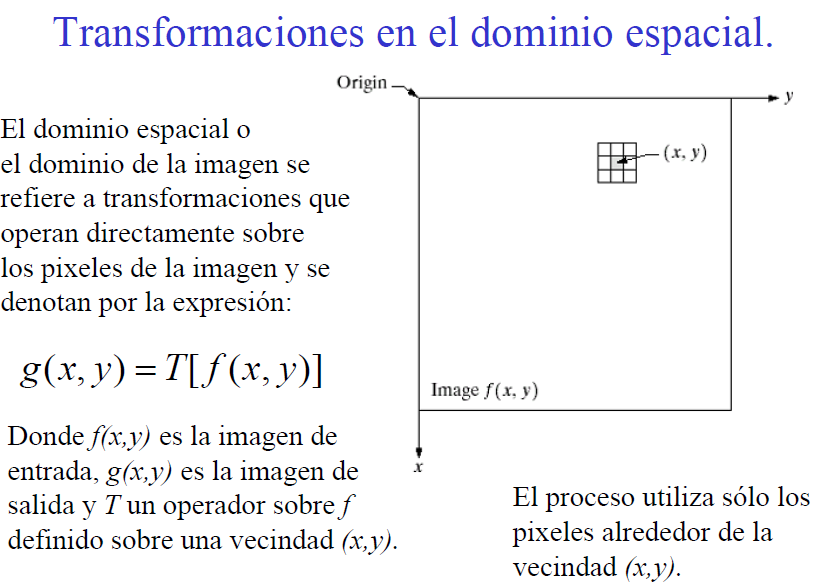 Transformaciones en el dominio espacial.
El dominio espacial o
el dominio de la imagen se
refiere a transformaciones que
operan directamente sobre
los pixeles de la imagen y se
denotan por la expresión:
g(x, y) = T[f(x, y)]
Donde f(x,y) es la imagen de
entrada, g(x,y) es la imagen de
salida y T un operador sobre f
definido sobre una vecindad (x,y).
Origin
y
(x, y)
Image f(x, y)
x
El proceso utiliza sólo los
pixeles alrededor de la
vecindad (x,y).